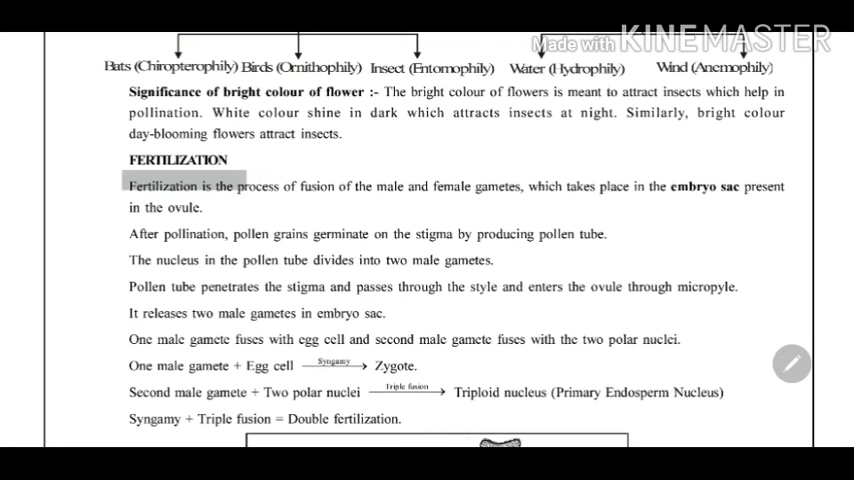 Made with KINEMASTER
Bats (Chiropterophily) Birds (Ornithophily) Insect (Entomophily) Water (Hydrophily) Wind (Anemophily)
Significance of bright colour of flower :- The bright colour of flowers is meant to attract insects which help in
pollination. White colour shine in dark which attracts insects at night. Similarly, bright colour
day-blooming flowers attract insects.
FERTILIZATION
Fertilization is the process of fusion of the male and female gametes, which takes place in the embryo sac present
in the ovule.
After pollination, pollen grains germinate on the stigma by producing pollen tube.
The nucleus in the pollen tube divides into two male gametes.
Pollen tube penetrates the stigma and passes through the style and enters the ovule through micropyle.
It releases two male gametes in embryo sac.
One male gamete fuses with egg cell and second male gamete fuses with the two polar nuclei.
One male gamete + Egg cell Syngamy → Zygote.
Second male gamete + Two polar nuclei Triple fusion → Triploid nucleus (Primary Endosperm Nucleus)
Syngamy + Triple fusion = Double fertilization.